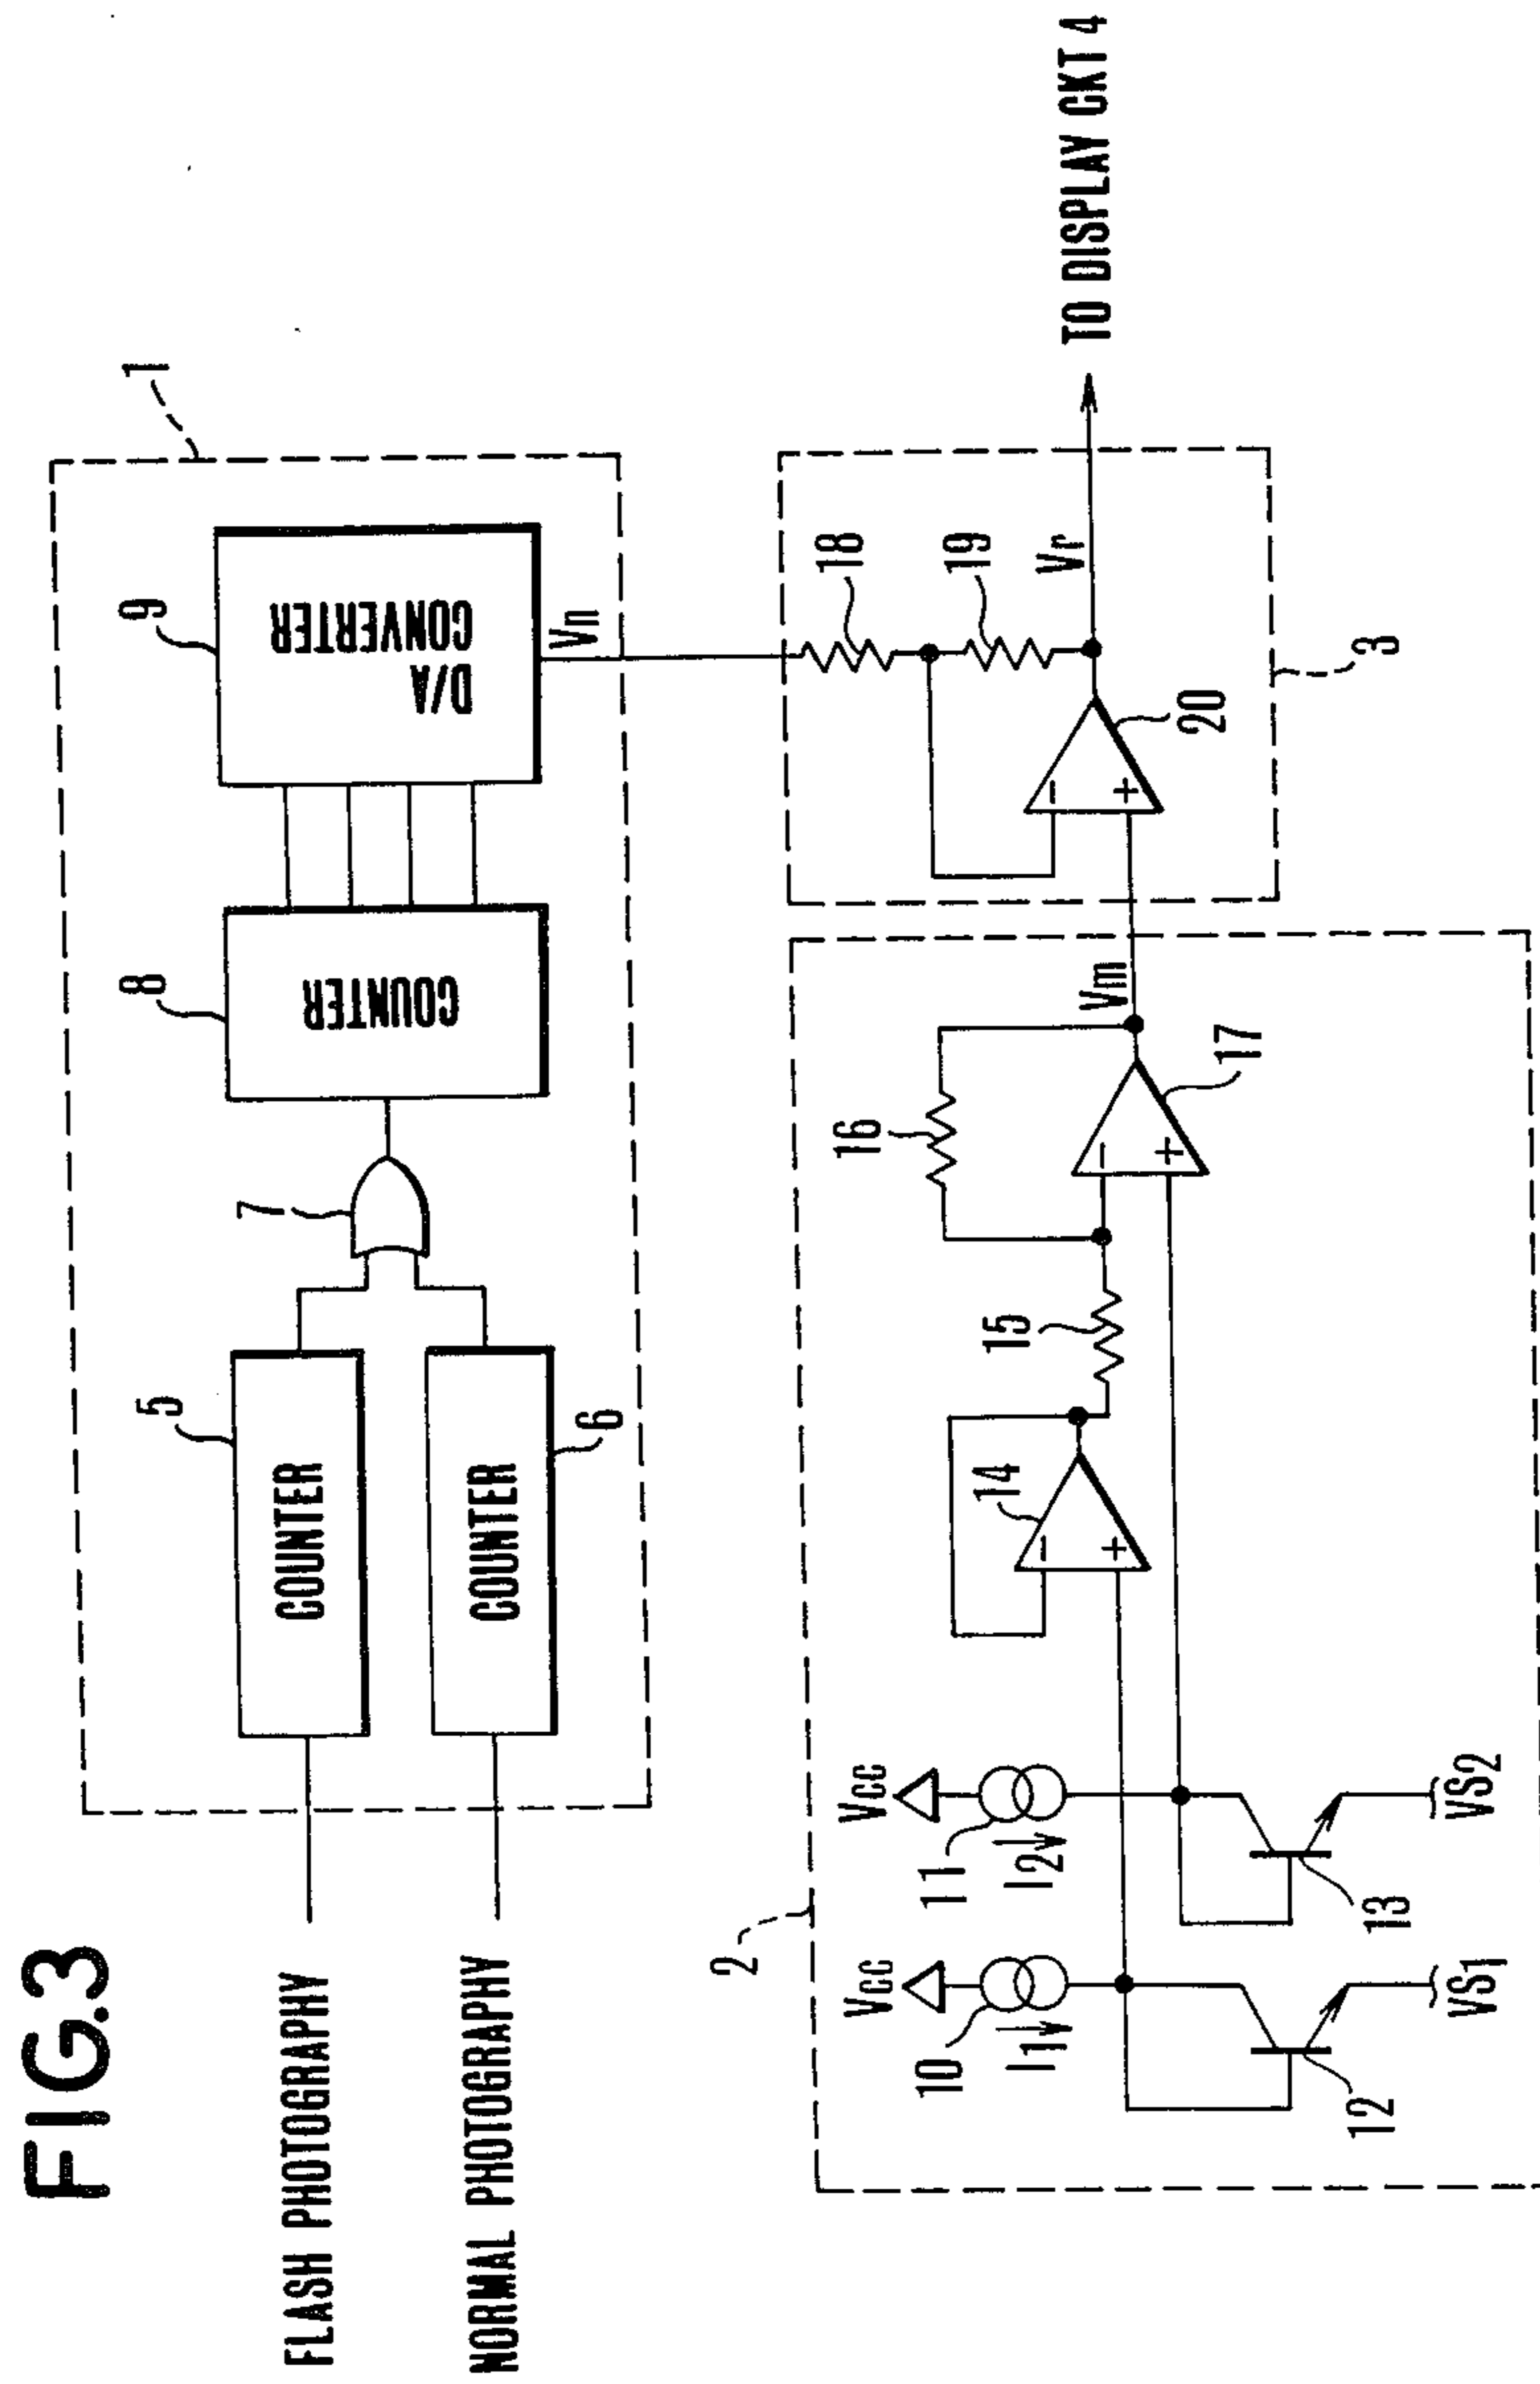 FIG.3
FLASH PHOTOGRAPHY
NORMAL PHOTOGRAPHY
5
COUNTER
COUNTER
6
7
8
COUNTER
9
D/A
CONVERTER
Vn
1
2
Vcc
10
I1
12
VS1
Vcc
11
I2
13
VS2
14
−
+
15
16
−
+
17
Vm
−
+
20
18
19
Vr
3
TO DISPLAY CKT 4